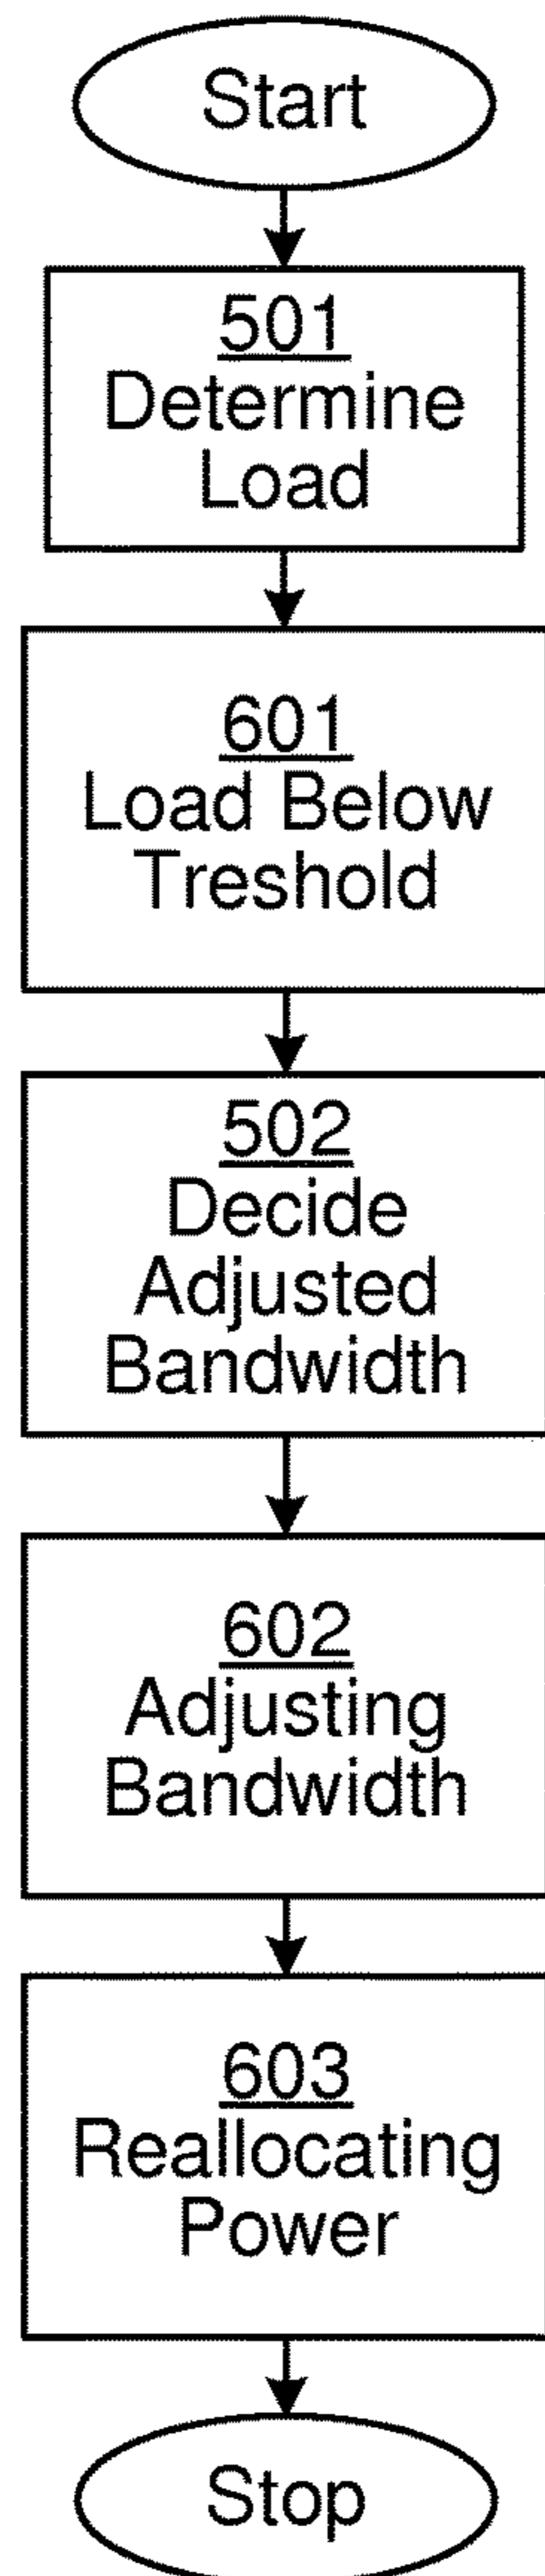 Start
501
Determine
Load
601
Load Below
Treshold
502
Decide
Adjusted
Bandwidth
602
Adjusting
Bandwidth
603
Reallocating
Power
Stop